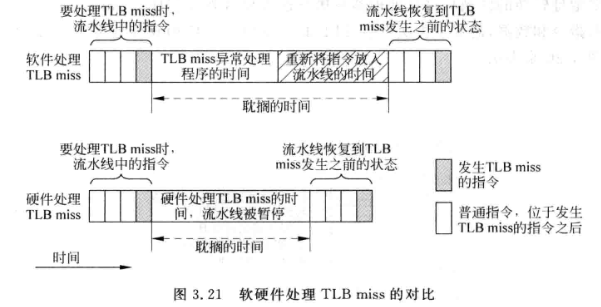 要处理TLB miss时,
流水线中的指令
流水线恢复到TLB
miss发生之前的状态
软件处理
TLB miss
TLB miss异常处理
程序的时间
重新将指令放入
流水线的时间
耽搁的时间
要处理TLB miss时,
流水线中的指令
流水线恢复到TLB
miss发生之前的状态
硬件处理
TLB miss
硬件处理TLB miss的时
间，流水线被暂停
耽搁的时间
发生TLB miss
的指令
普通指令，位于发生
TLB miss的指令之后
时间
图 3.21 软硬件处理 TLB miss 的对比